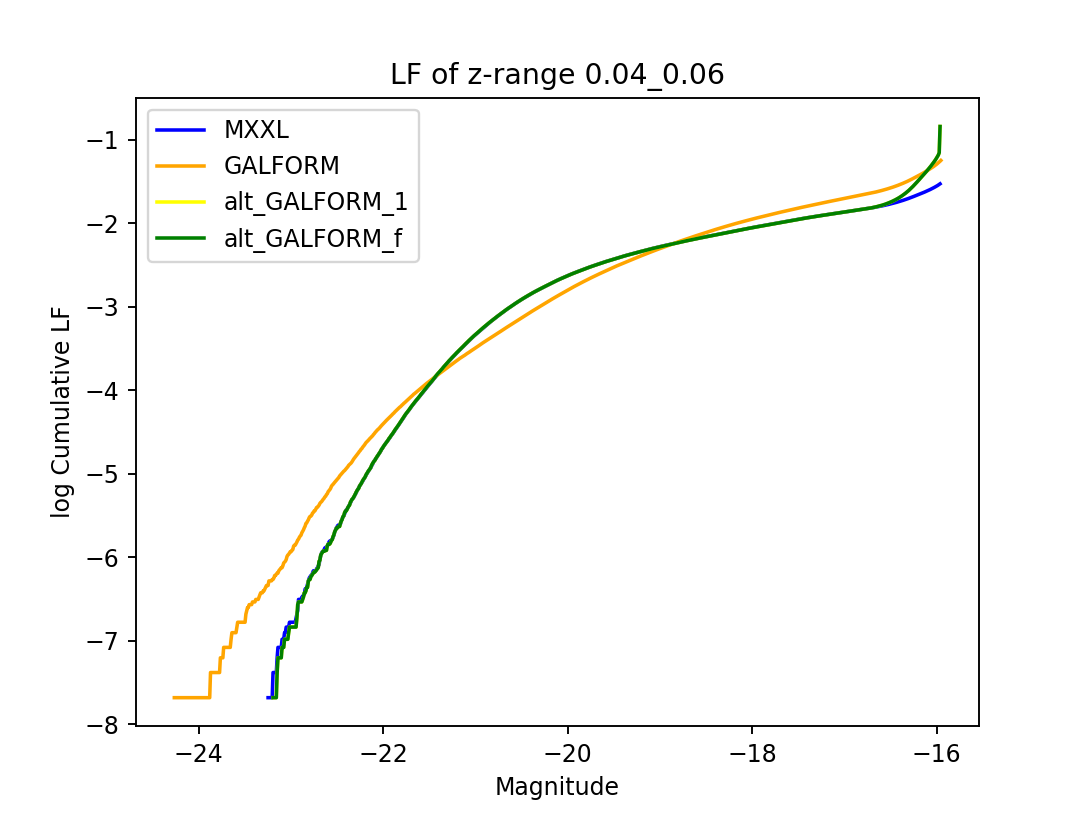 LF of z-range 0.04_0.06
MXXL
GALFORM
alt_GALFORM_1
alt_GALFORM_f
log Cumulative LF
−1
−2
−3
−4
−5
−6
−7
−8
−24
−22
−20
−18
−16
Magnitude